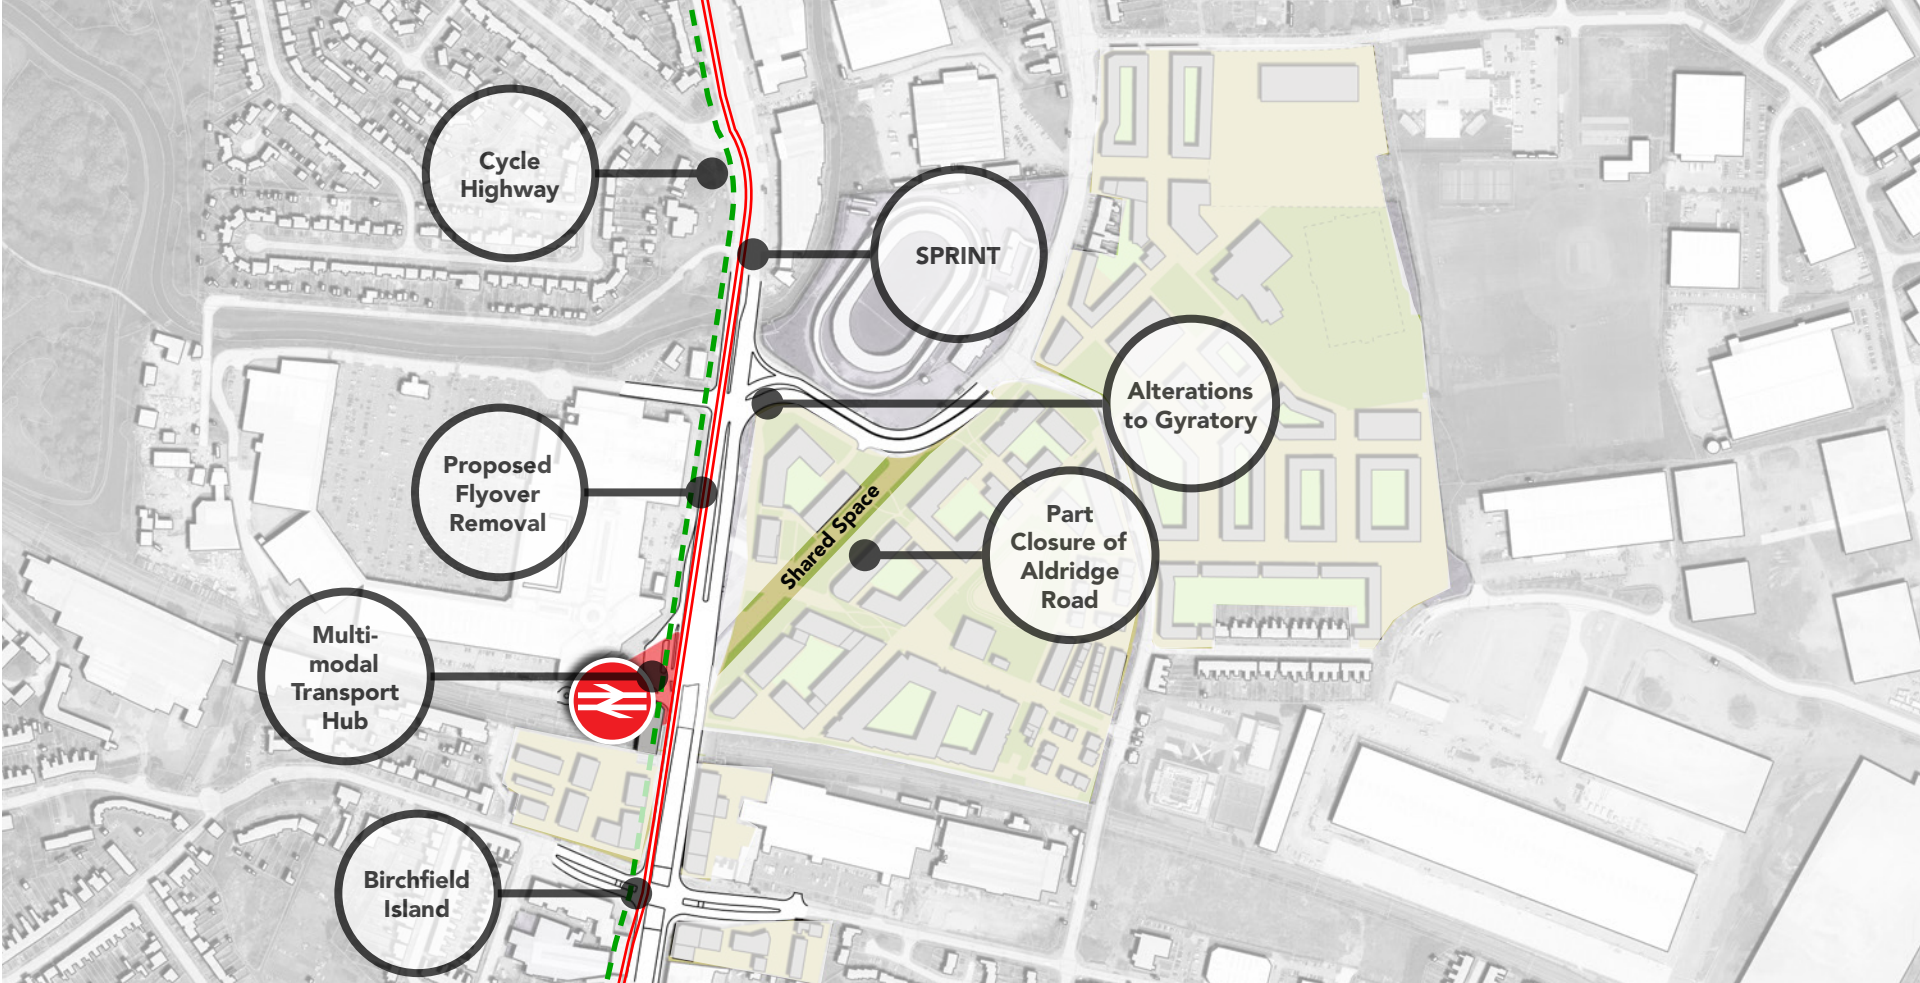 Cycle
Highway
SPRINT
Alterations
to Gyratory
Proposed
Flyover
Removal
Shared Space
Part
Closure of
Aldridge
Road
Multi-
modal
Transport
Hub
Birchfield
Island